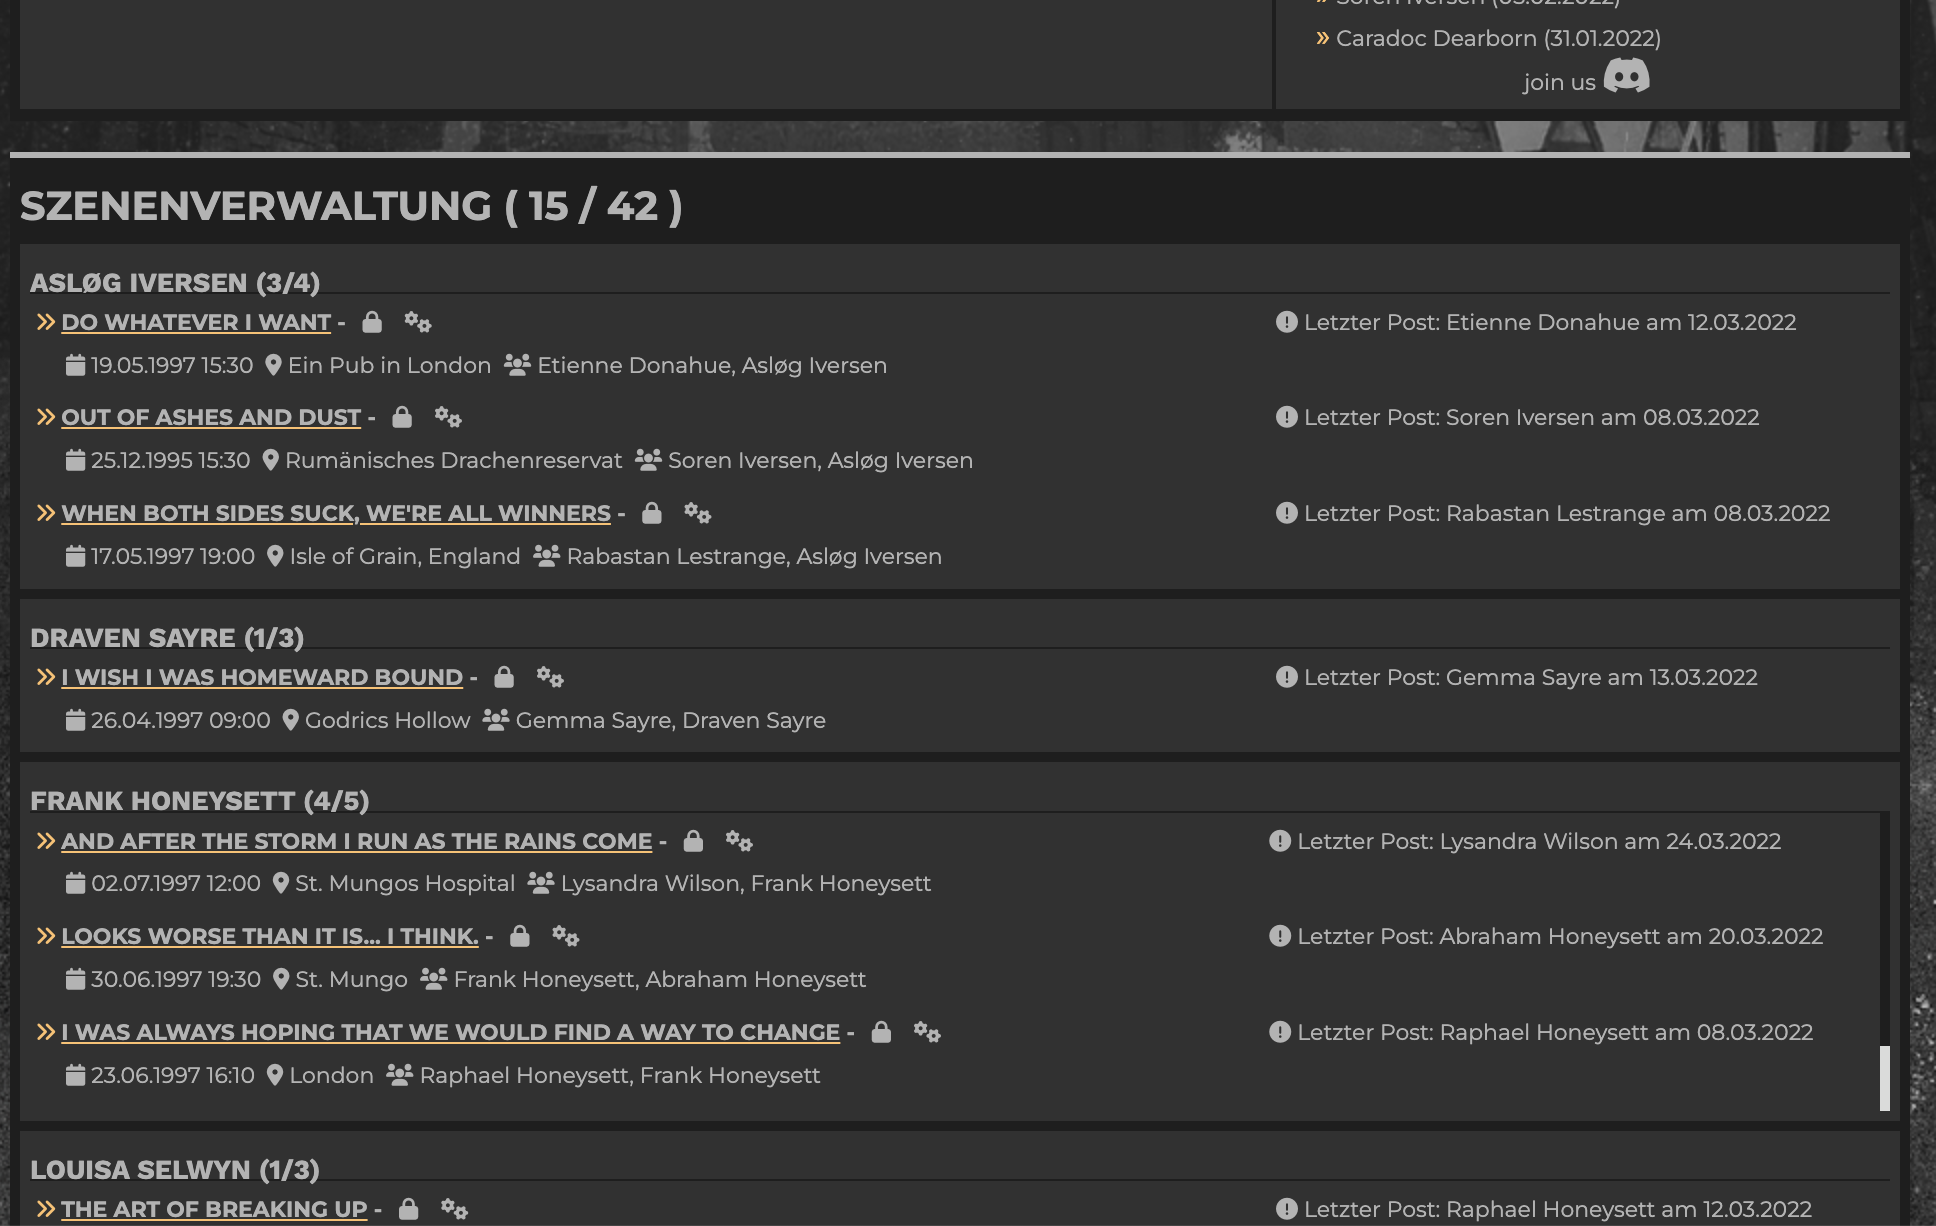 Soren Iversen (03.02.2022)
Caradoc Dearborn (31.01.2022)
join us
SZENENVERWALTUNG ( 15 / 42 )
ASLØG IVERSEN (3/4)
DO WHATEVER I WANT -
Letzter Post: Etienne Donahue am 12.03.2022
19.05.1997 15:30 Ein Pub in London Etienne Donahue, Asløg Iversen
OUT OF ASHES AND DUST -
Letzter Post: Soren Iversen am 08.03.2022
25.12.1995 15:30 Rumänisches Drachenreservat Soren Iversen, Asløg Iversen
WHEN BOTH SIDES SUCK, WE'RE ALL WINNERS -
Letzter Post: Rabastan Lestrange am 08.03.2022
17.05.1997 19:00 Isle of Grain, England Rabastan Lestrange, Asløg Iversen
DRAVEN SAYRE (1/3)
I WISH I WAS HOMEWARD BOUND -
Letzter Post: Gemma Sayre am 13.03.2022
26.04.1997 09:00 Godrics Hollow Gemma Sayre, Draven Sayre
FRANK HONEYSETT (4/5)
AND AFTER THE STORM I RUN AS THE RAINS COME -
Letzter Post: Lysandra Wilson am 24.03.2022
02.07.1997 12:00 St. Mungos Hospital Lysandra Wilson, Frank Honeysett
LOOKS WORSE THAN IT IS... I THINK. -
Letzter Post: Abraham Honeysett am 20.03.2022
30.06.1997 19:30 St. Mungo Frank Honeysett, Abraham Honeysett
I WAS ALWAYS HOPING THAT WE WOULD FIND A WAY TO CHANGE -
Letzter Post: Raphael Honeysett am 08.03.2022
23.06.1997 16:10 London Raphael Honeysett, Frank Honeysett
LOUISA SELWYN (1/3)
THE ART OF BREAKING UP -
Letzter Post: Raphael Honeysett am 12.03.2022